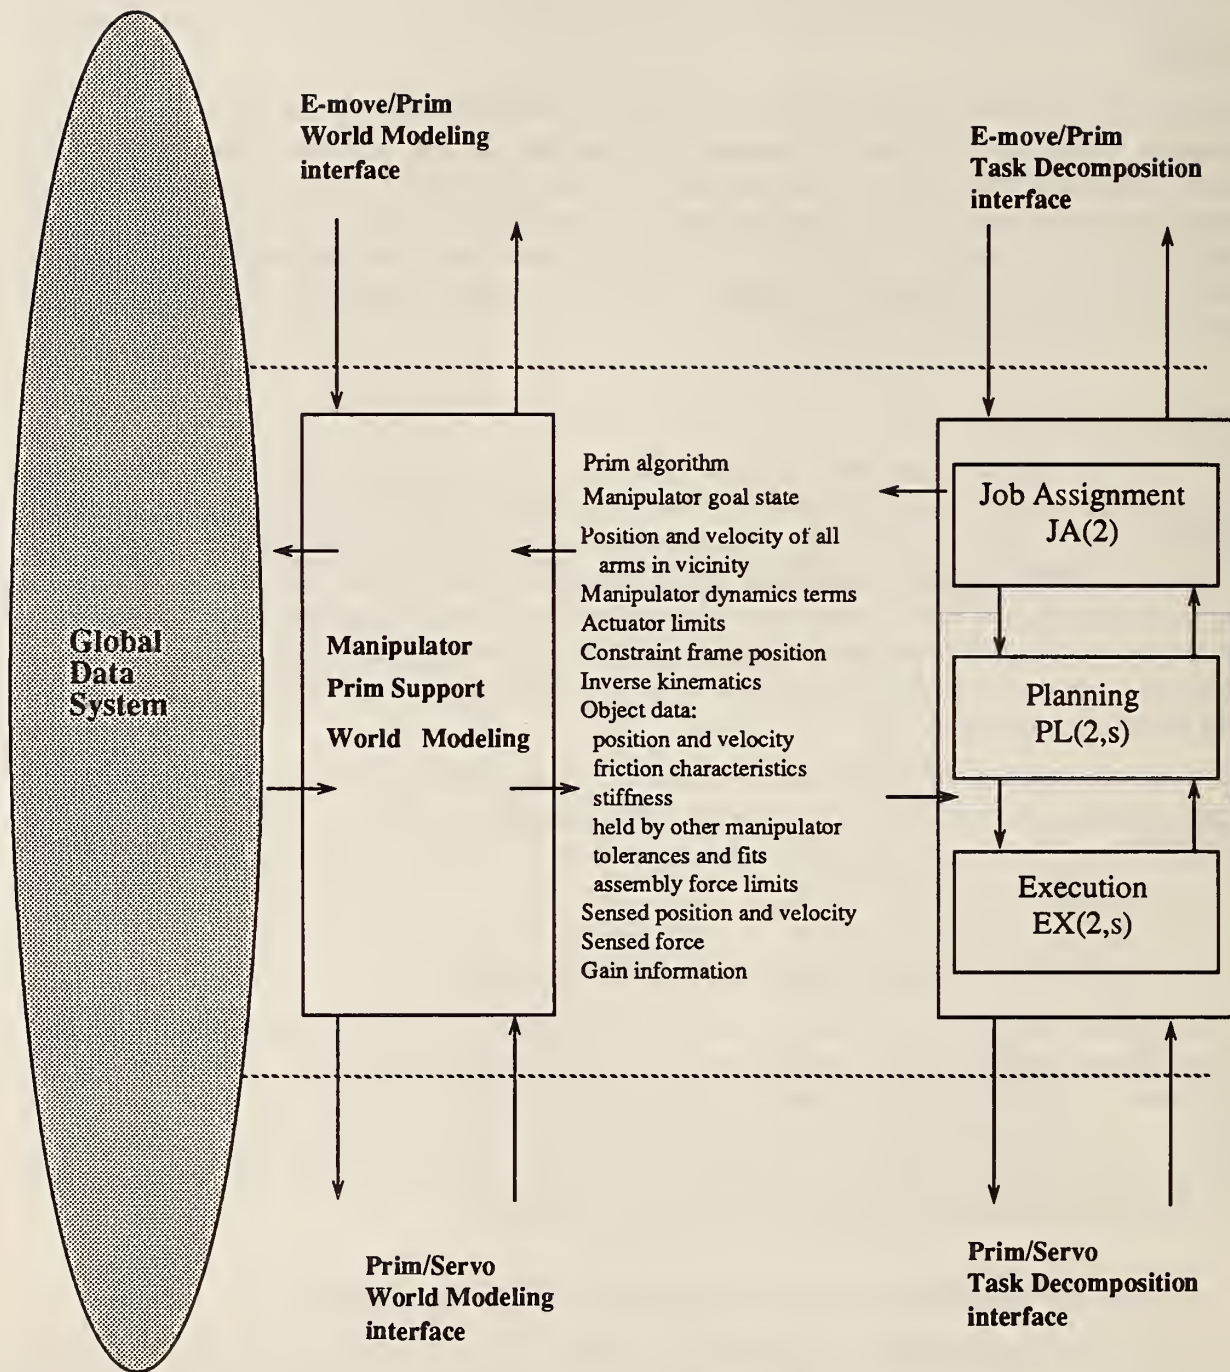 E-move/Prim
World Modeling
interface
E-move/Prim
Task Decomposition
interface
Global
Data
System
Manipulator
Prim Support
World Modeling
Prim algorithm
Manipulator goal state
Position and velocity of all
arms in vicinity
Manipulator dynamics terms
Actuator limits
Constraint frame position
Inverse kinematics
Object data:
position and velocity
friction characteristics
stiffness
held by other manipulator
tolerances and fits
assembly force limits
Sensed position and velocity
Sensed force
Gain information
Job Assignment
JA(2)
Planning
PL(2,s)
Execution
EX(2,s)
Prim/Servo
World Modeling
interface
Prim/Servo
Task Decomposition
interface